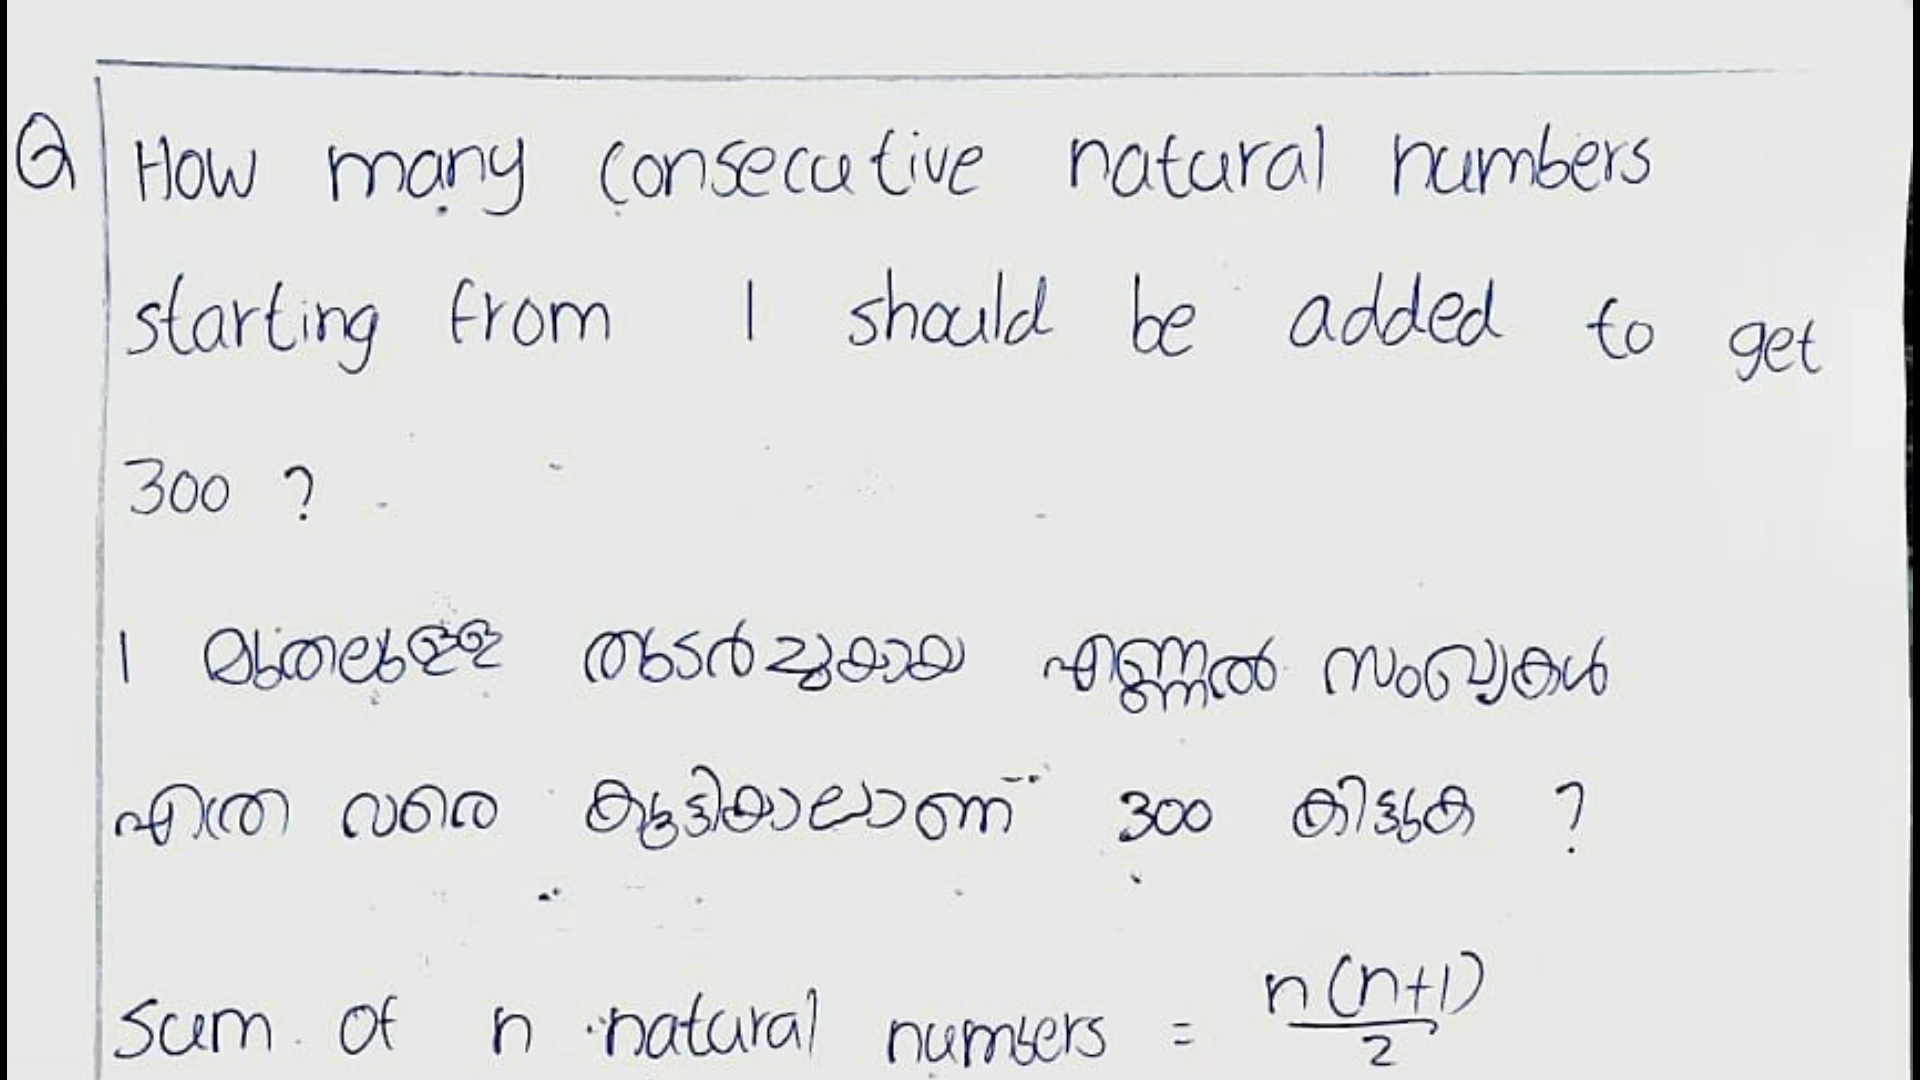 Q How many consecutive natural numbers
starting from 1 should be added to get
300 ?
1 മുതലുള്ള തുടർച്ചയായ എണ്ണൽ സംഖ്യകൾ
എത്ര വരെ കൂട്ടിയാലാണ് 300 കിട്ടുക ?
Sum of n natural numbers = n(n+1)/2